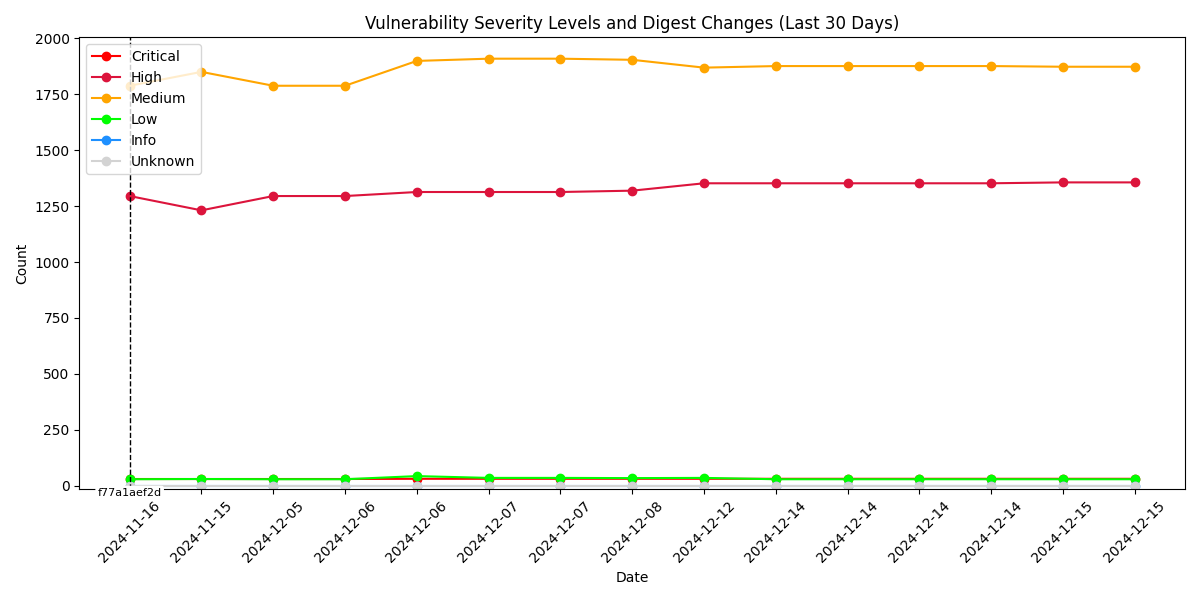 Vulnerability Severity Levels and Digest Changes (Last 30 Days)
2000
1750
1500
1250
1000
750
500
250
0
Count
Critical
High
Medium
Low
Info
Unknown
f77a1aef2d
2024-11-16
2024-11-15
2024-12-05
2024-12-06
2024-12-06
2024-12-07
2024-12-07
2024-12-08
2024-12-12
2024-12-14
2024-12-14
2024-12-14
2024-12-14
2024-12-15
2024-12-15
Date